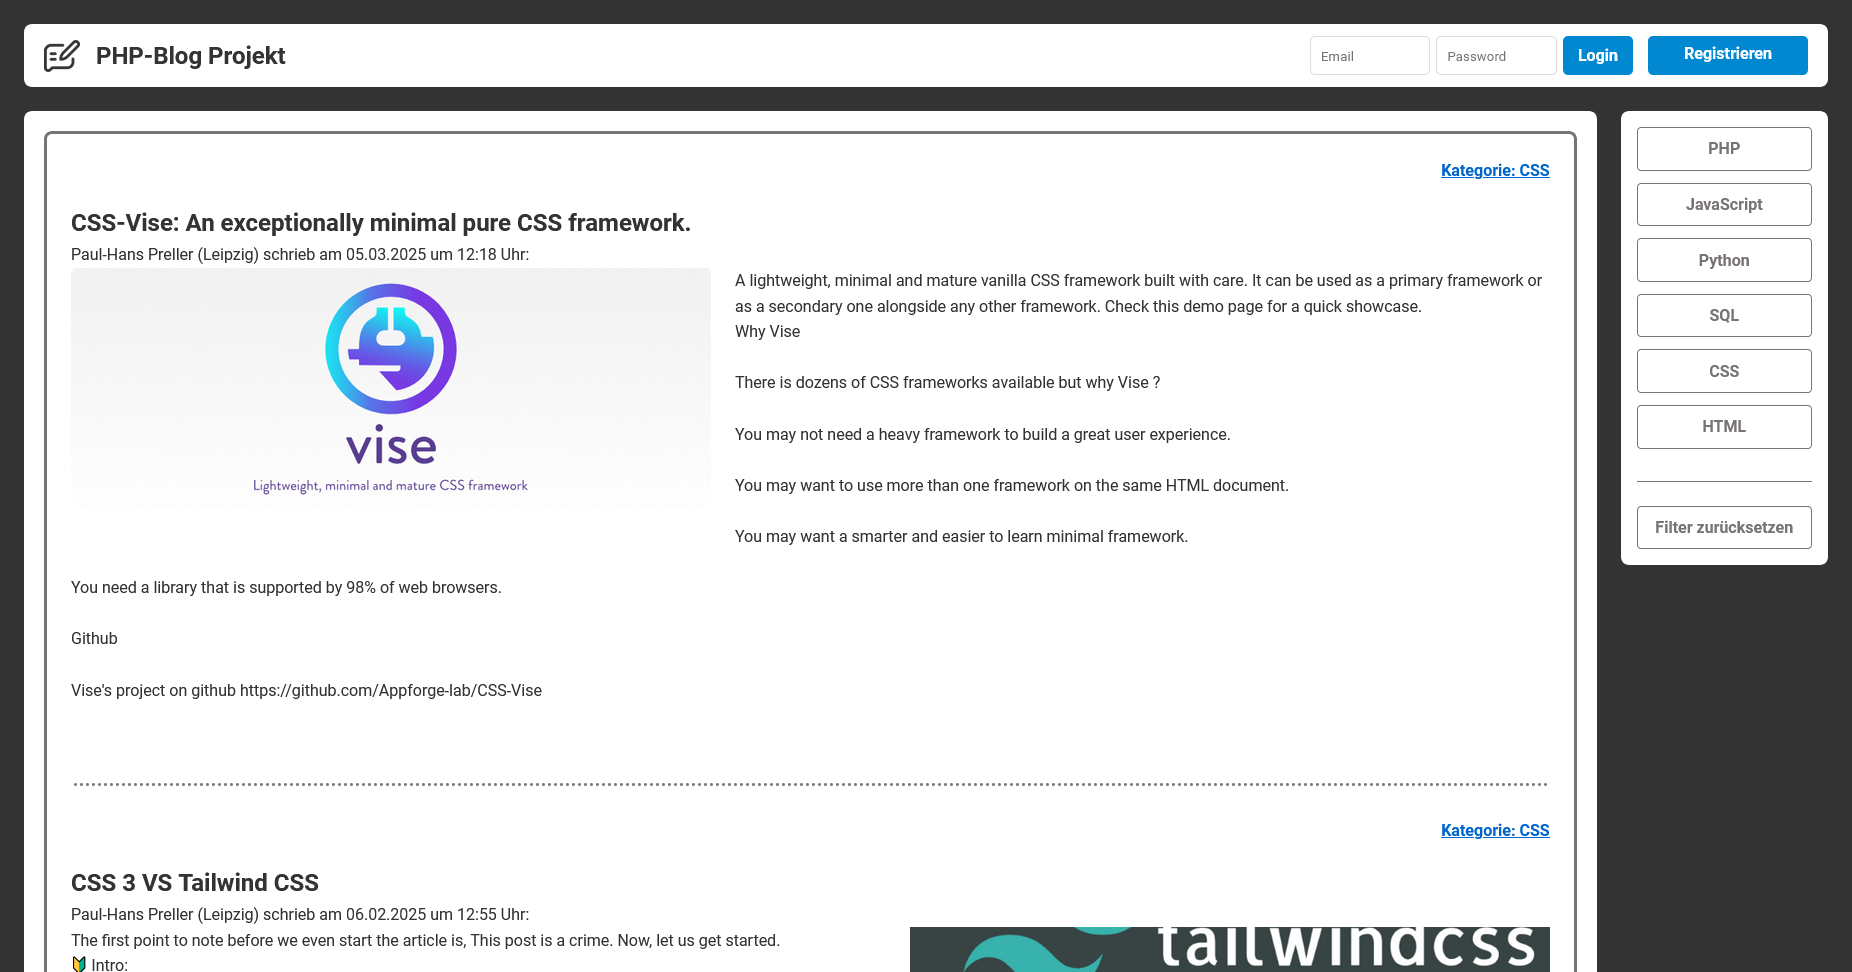 PHP-Blog Projekt
Email
Password
Login
Registrieren
Kategorie: CSS
CSS-Vise: An exceptionally minimal pure CSS framework.
Paul-Hans Preller (Leipzig) schrieb am 05.03.2025 um 12:18 Uhr:
vise
Lightweight, minimal and mature CSS framework
A lightweight, minimal and mature vanilla CSS framework built with care. It can be used as a primary framework or
as a secondary one alongside any other framework. Check this demo page for a quick showcase.
Why Vise
There is dozens of CSS frameworks available but why Vise ?
You may not need a heavy framework to build a great user experience.
You may want to use more than one framework on the same HTML document.
You may want a smarter and easier to learn minimal framework.
You need a library that is supported by 98% of web browsers.
Github
Vise's project on github https://github.com/Appforge-lab/CSS-Vise
Kategorie: CSS
CSS 3 VS Tailwind CSS
Paul-Hans Preller (Leipzig) schrieb am 06.02.2025 um 12:55 Uhr:
The first point to note before we even start the article is, This post is a crime. Now, let us get started.
🔰 Intro:
tailwindcss
PHP
JavaScript
Python
SQL
CSS
HTML
Filter zurücksetzen